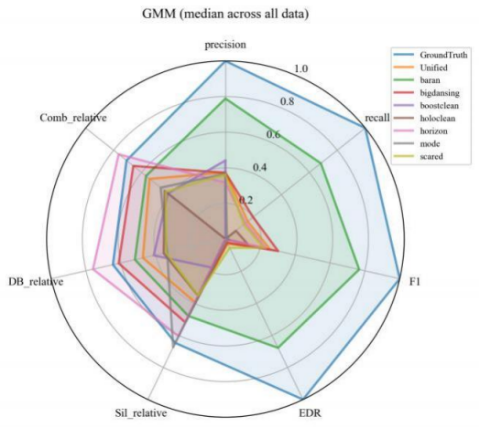 GMM (median across all data)
precision
1.0
GroundTruth
Unified
baran
bigdansing
boostclean
holoclean
horizon
mode
scared
0.8
Comb_relative
recall
0.6
0.4
0.2
DB_relative
F1
Sil_relative
EDR